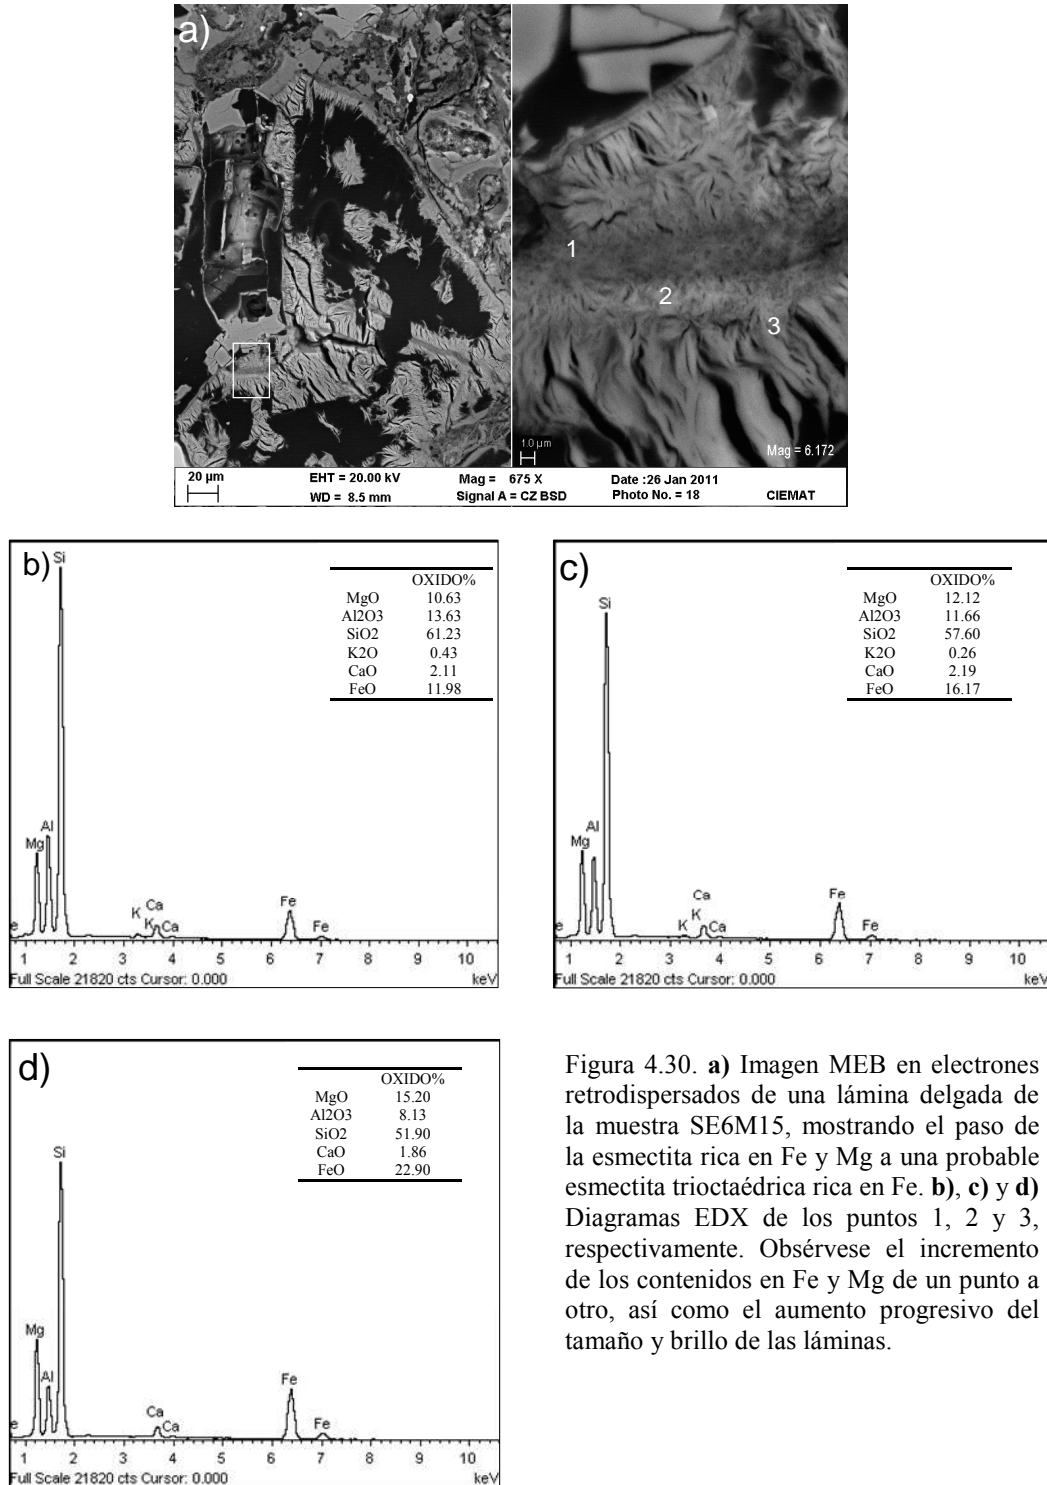 a)
1
2
3
1.0 µm
Mag = 6.172
20 µm
EHT = 20.00 kV
Mag = 675 X
Date :26 Jan 2011
WD = 8.5 mm
Signal A = CZ BSD
Photo No. = 18
CIEMAT
b)
Si
OXIDO%
MgO 10.63
Al2O3 13.63
SiO2 61.23
K2O 0.43
CaO 2.11
FeO 11.98
Al
Mg
Ca
K
K
Ca
Fe
Fe
e
1 2 3 4 5 6 7 8 9 10
Full Scale 21820 cts Cursor: 0.000 keV
c)
Si
OXIDO%
MgO 12.12
Al2O3 11.66
SiO2 57.60
K2O 0.26
CaO 2.19
FeO 16.17
Al
Mg
Ca
K
K
Ca
Fe
Fe
e
1 2 3 4 5 6 7 8 9 10
Full Scale 21820 cts Cursor: 0.000 keV
d)
Si
OXIDO%
MgO 15.20
Al2O3 8.13
SiO2 51.90
CaO 1.86
FeO 22.90
Mg
Al
Ca
Ca
Fe
Fe
e
1 2 3 4 5 6 7 8 9 10
Full Scale 21820 cts Cursor: 0.000 keV
Figura 4.30. a) Imagen MEB en electrones
retrodispersados de una lámina delgada de
la muestra SE6M15, mostrando el paso de
la esmectita rica en Fe y Mg a una probable
esmectita trioctaédrica rica en Fe. b), c) y d)
Diagramas EDX de los puntos 1, 2 y 3,
respectivamente. Obsérvese el incremento
de los contenidos en Fe y Mg de un punto a
otro, así como el aumento progresivo del
tamaño y brillo de las láminas.